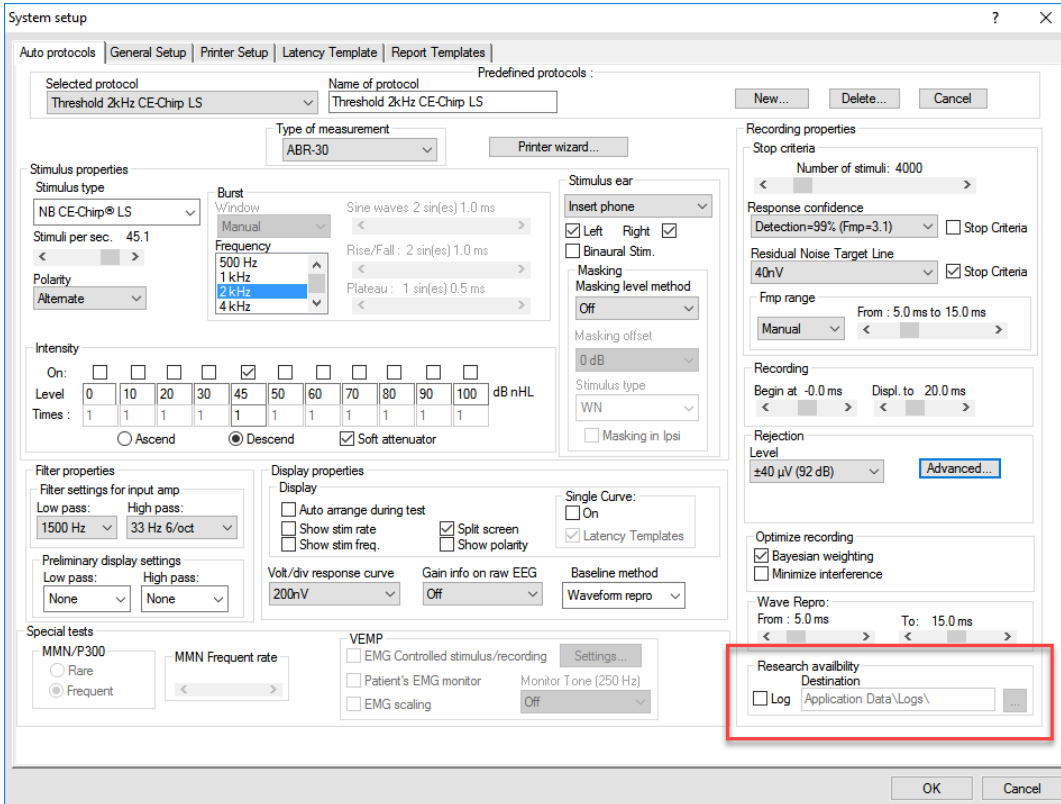 System setup
?
Auto protocols General Setup Printer Setup Latency Template Report Templates
Predefined protocols :
Selected protocol
Threshold 2kHz CE-Chirp LS
Name of protocol
Threshold 2kHz CE-Chirp LS
New... Delete... Cancel
Type of measurement
ABR-30
Printer wizard...
Stimulus properties
Stimulus type
NB CE-Chirp® LS
Stimuli per sec. 45.1
Polarity
Alternate
Burst
Window
Manual
Frequency
500 Hz
1 kHz
2 kHz
4 kHz
Sine waves 2 sin(es) 1.0 ms
Rise/Fall : 2 sin(es) 1.0 ms
Plateau : 1 sin(es) 0.5 ms
Stimulus ear
Insert phone
Left Right
Binaural Stim.
Masking
Masking level method
Off
Masking offset
0 dB
Stimulus type
WN
Masking in Ipsi
Intensity
On:
Level 0 10 20 30 45 50 60 70 80 90 100 dB nHL
Times : 1 1 1 1 1 1 1 1 1 1 1
Ascend Descend Soft attenuator
Recording properties
Stop criteria
Number of stimuli: 4000
Response confidence
Detection=99% (Fmp=3.1) Stop Criteria
Residual Noise Target Line
40nV Stop Criteria
Fmp range
Manual
From : 5.0 ms to 15.0 ms
Recording
Begin at -0.0 ms Displ. to 20.0 ms
Rejection
Level
±40 µV (92 dB) Advanced...
Optimize recording
Bayesian weighting
Minimize interference
Wave Repro:
From : 5.0 ms To: 15.0 ms
Research availbility
Destination
Log Application Data\Logs\ ...
Filter properties
Filter settings for input amp
Low pass: High pass:
1500 Hz 33 Hz 6/oct
Preliminary display settings
Low pass: High pass:
None None
Display properties
Display
Auto arrange during test
Show stim rate
Show stim freq.
Split screen
Show polarity
Single Curve:
On
Latency Templates
Volt/div response curve
200nV
Gain info on raw EEG
Off
Baseline method
Waveform repro
Special tests
MMN/P300
Rare
Frequent
MMN Frequent rate
VEMP
EMG Controlled stimulus/recording Settings...
Patient's EMG monitor
EMG scaling
Monitor Tone (250 Hz)
Off
OK Cancel